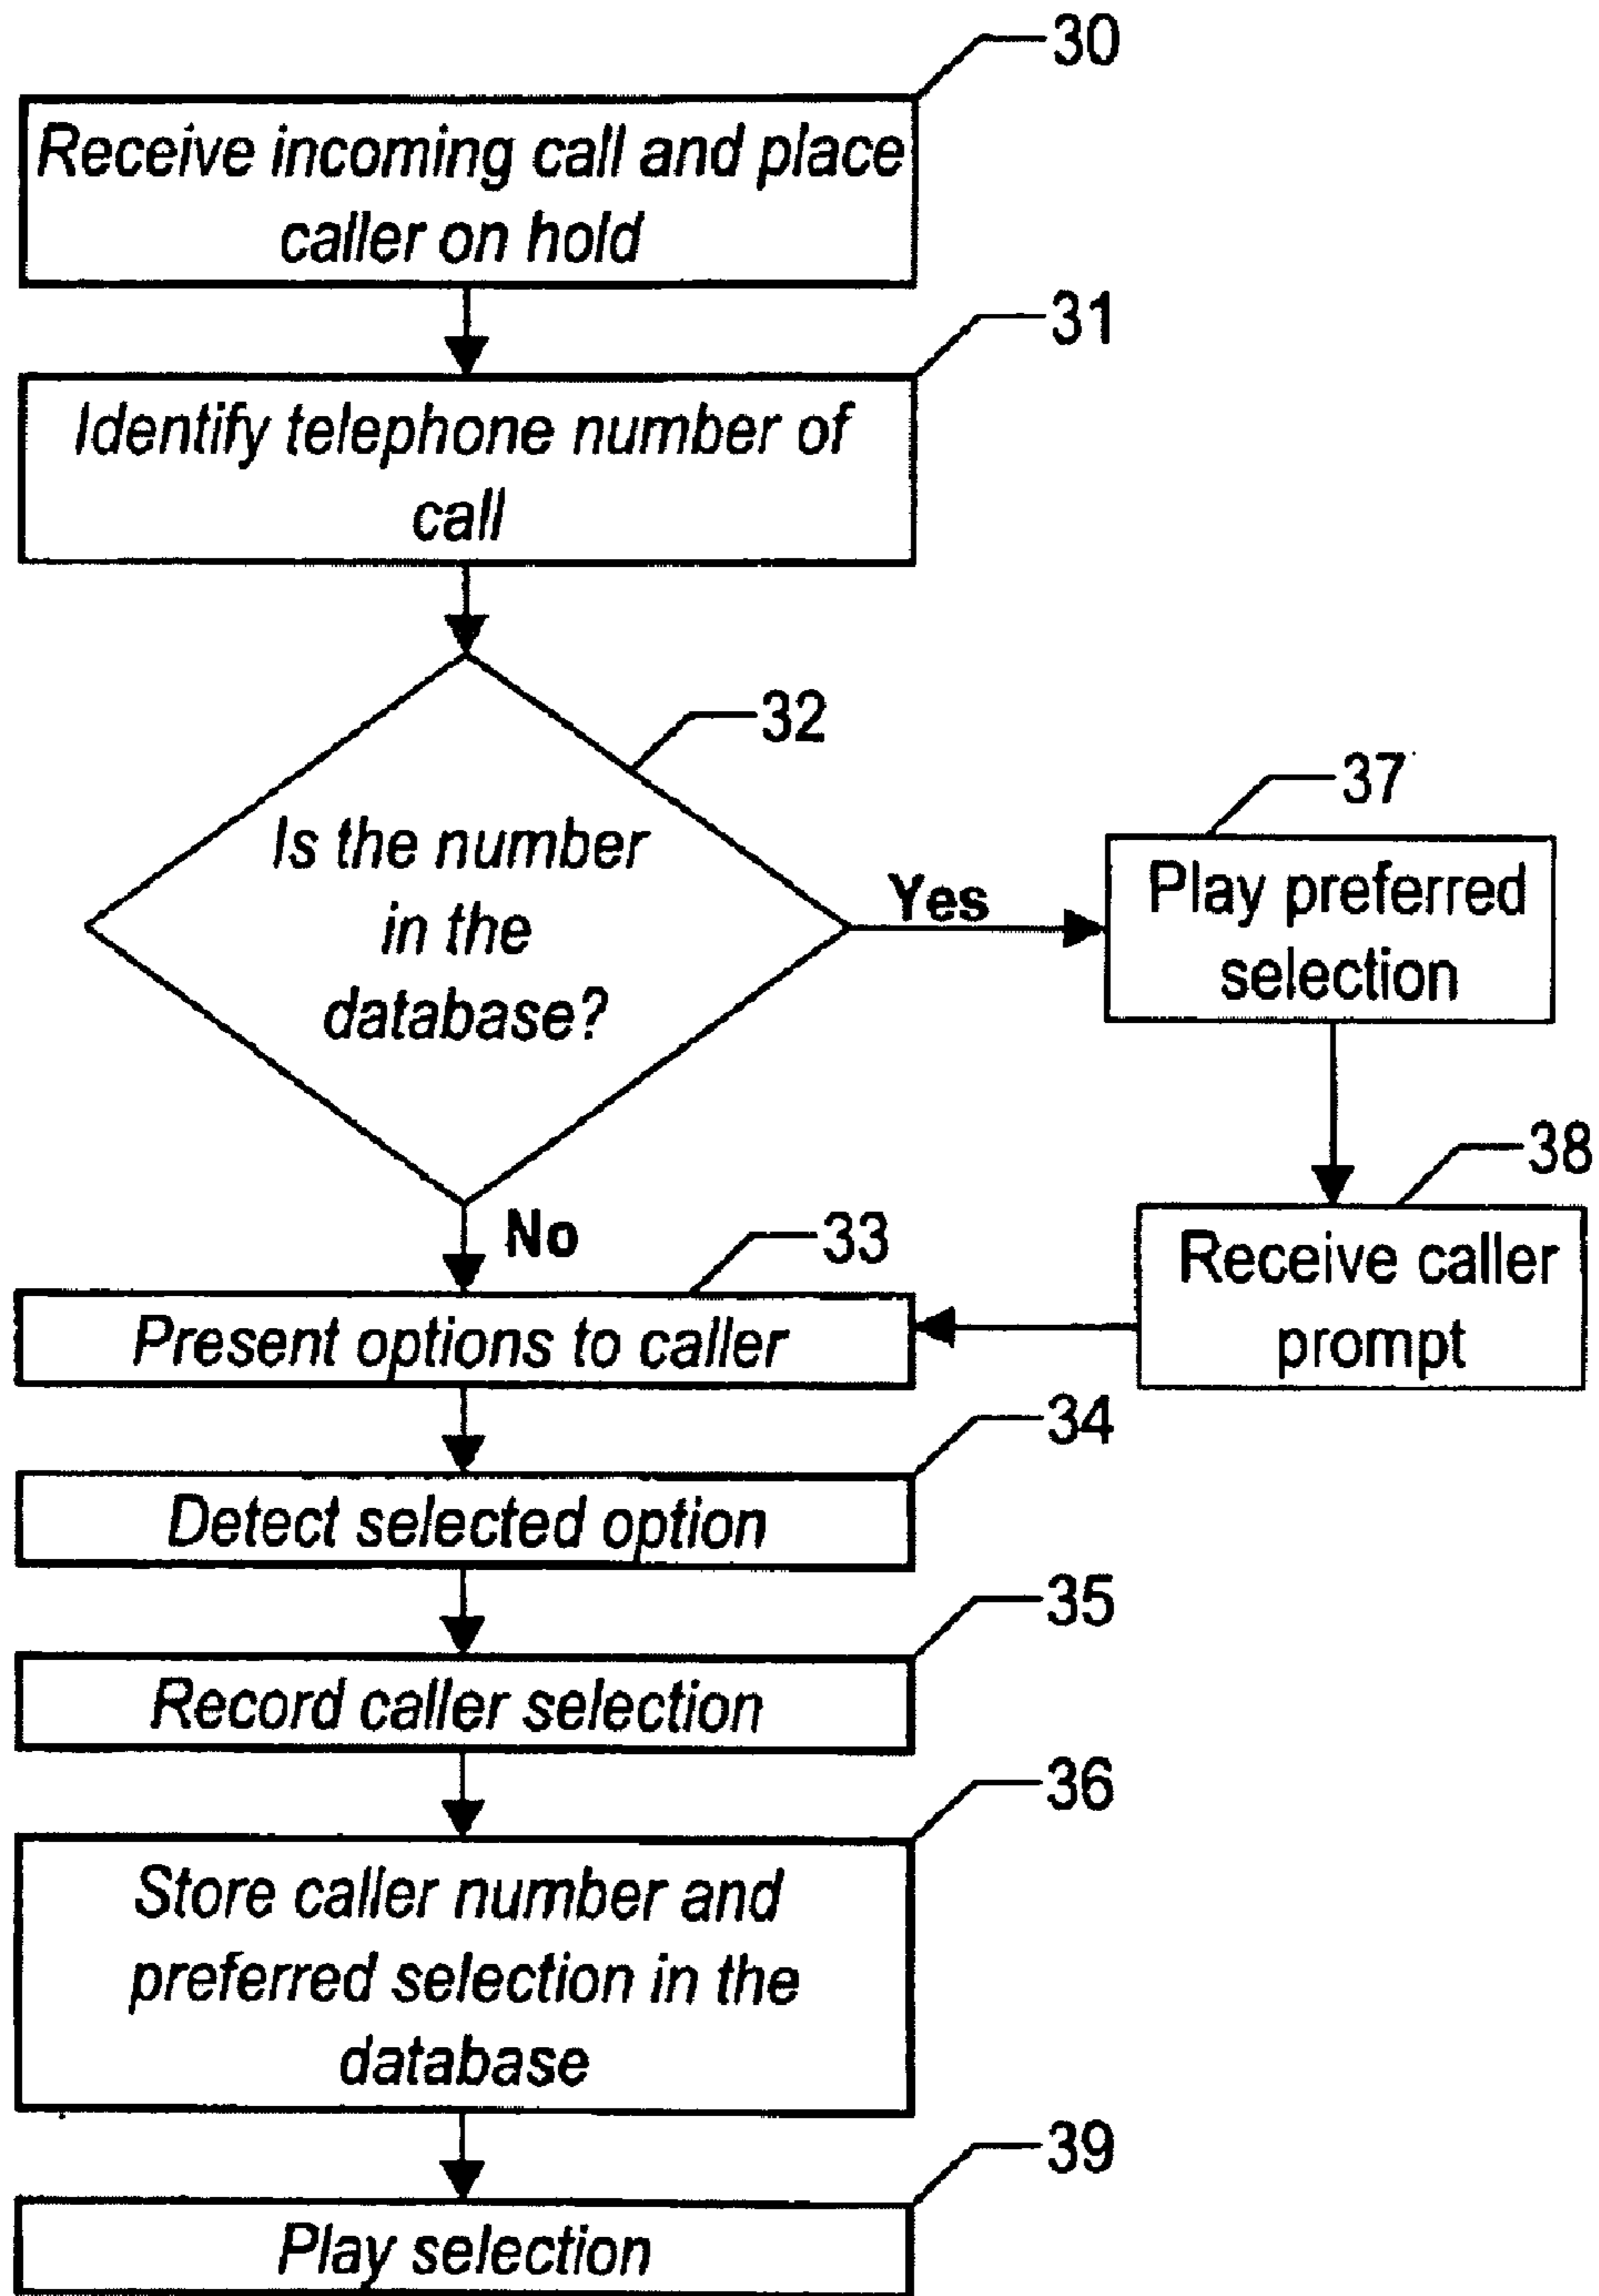 30
Receive incoming call and place
caller on hold
31
Identify telephone number of
call
32
Is the number
in the
database?
Yes
37
Play preferred
selection
38
Receive caller
prompt
No
33
Present options to caller
34
Detect selected option
35
Record caller selection
36
Store caller number and
preferred selection in the
database
39
Play selection